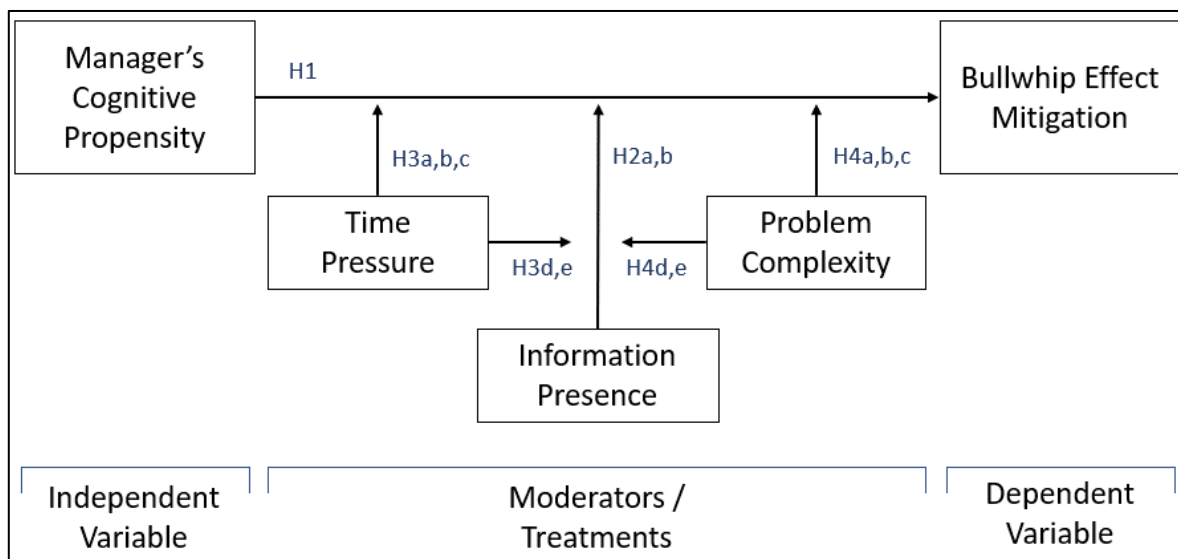 Manager's
Cognitive
Propensity
H1
Bullwhip Effect
Mitigation
H3a,b,c
H2a,b
H4a,b,c
Time
Pressure
Problem
Complexity
H3d,e
H4d,e
Information
Presence
Independent
Variable
Moderators /
Treatments
Dependent
Variable